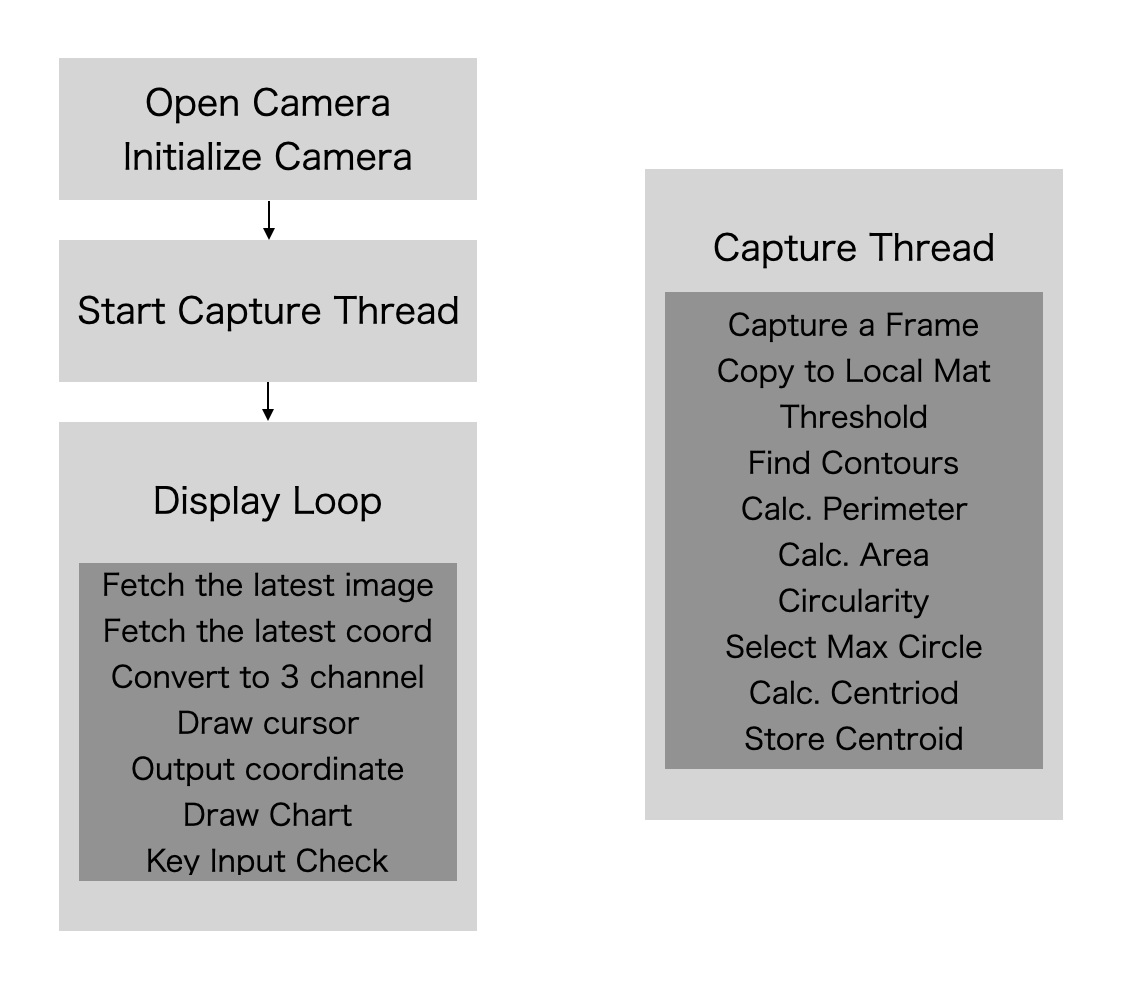 Open Camera
Initialize Camera
Start Capture Thread
Display Loop
Fetch the latest image
Fetch the latest coord
Convert to 3 channel
Draw cursor
Output coordinate
Draw Chart
Key Input Check
Capture Thread
Capture a Frame
Copy to Local Mat
Threshold
Find Contours
Calc. Perimeter
Calc. Area
Circularity
Select Max Circle
Calc. Centriod
Store Centroid